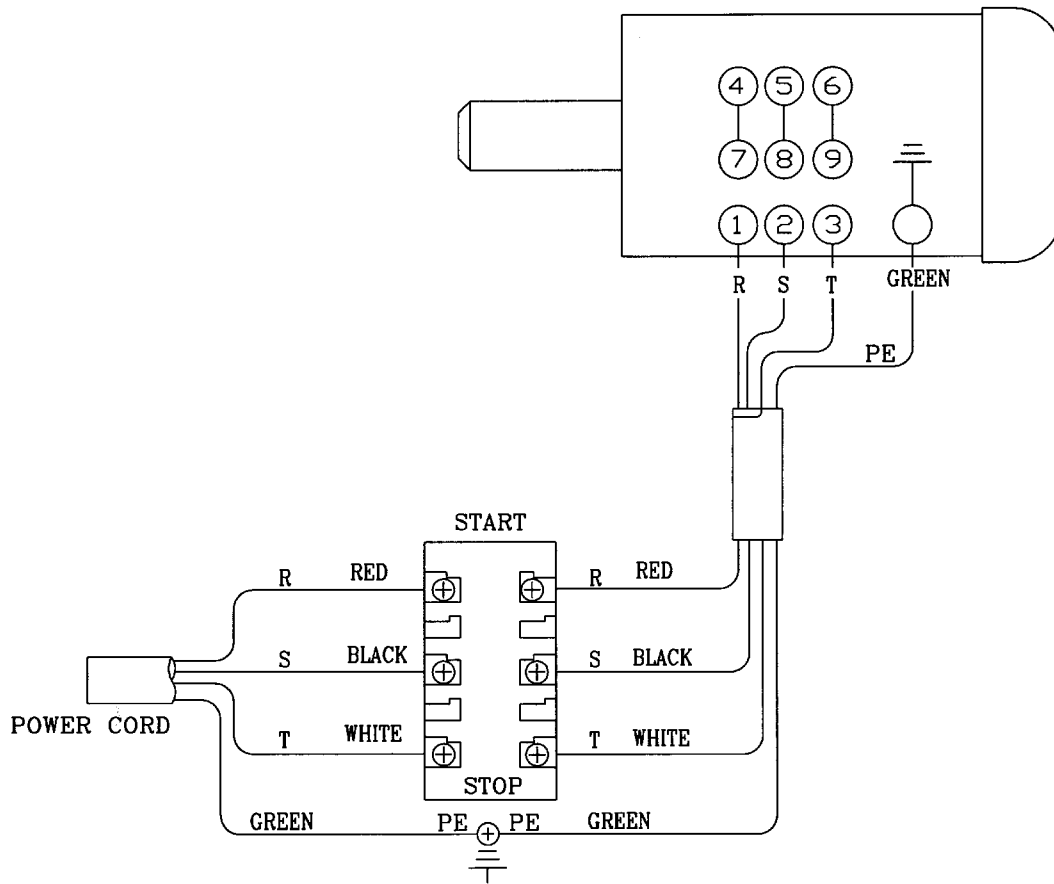 4 5 6
7 8 9
1 2 3
R S T GREEN
PE
START
R RED R RED
S BLACK S BLACK
POWER CORD
T WHITE T WHITE
STOP
GREEN PE PE GREEN